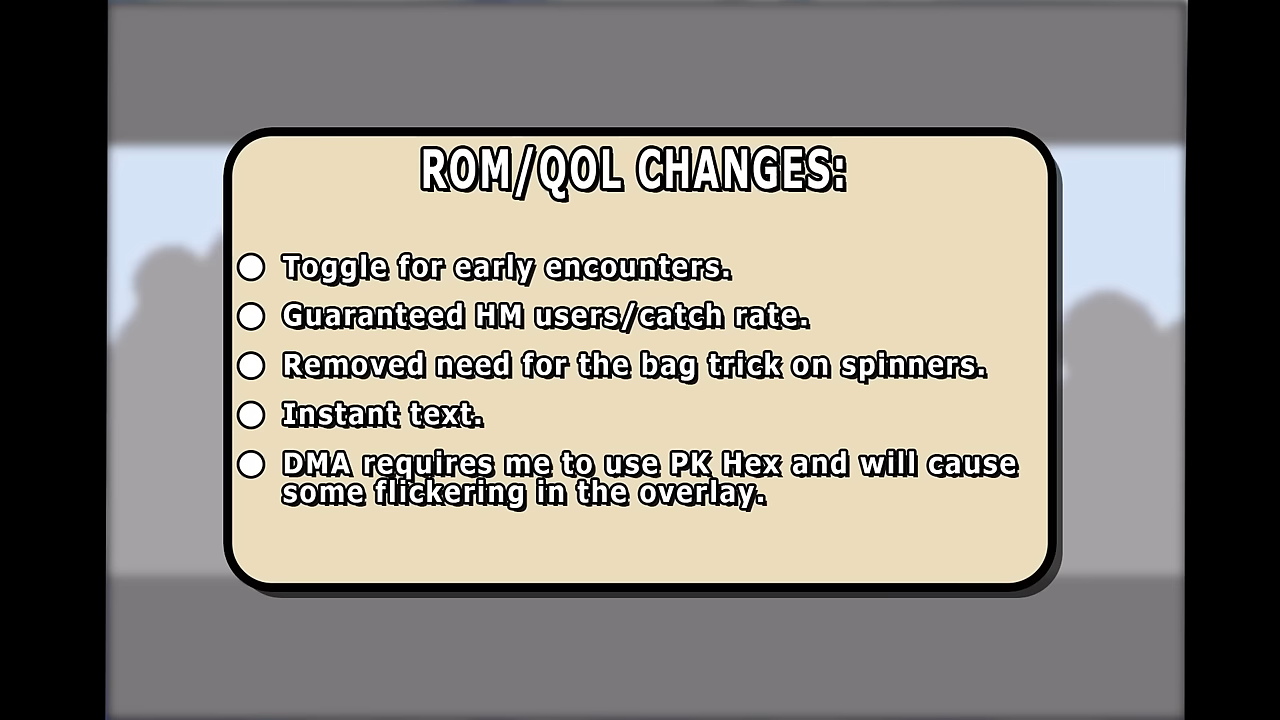 ROM/QOL CHANGES:
Toggle for early encounters.
Guaranteed HM users/catch rate.
Removed need for the bag trick on spinners.
Instant text.
DMA requires me to use PK Hex and will cause
some flickering in the overlay.